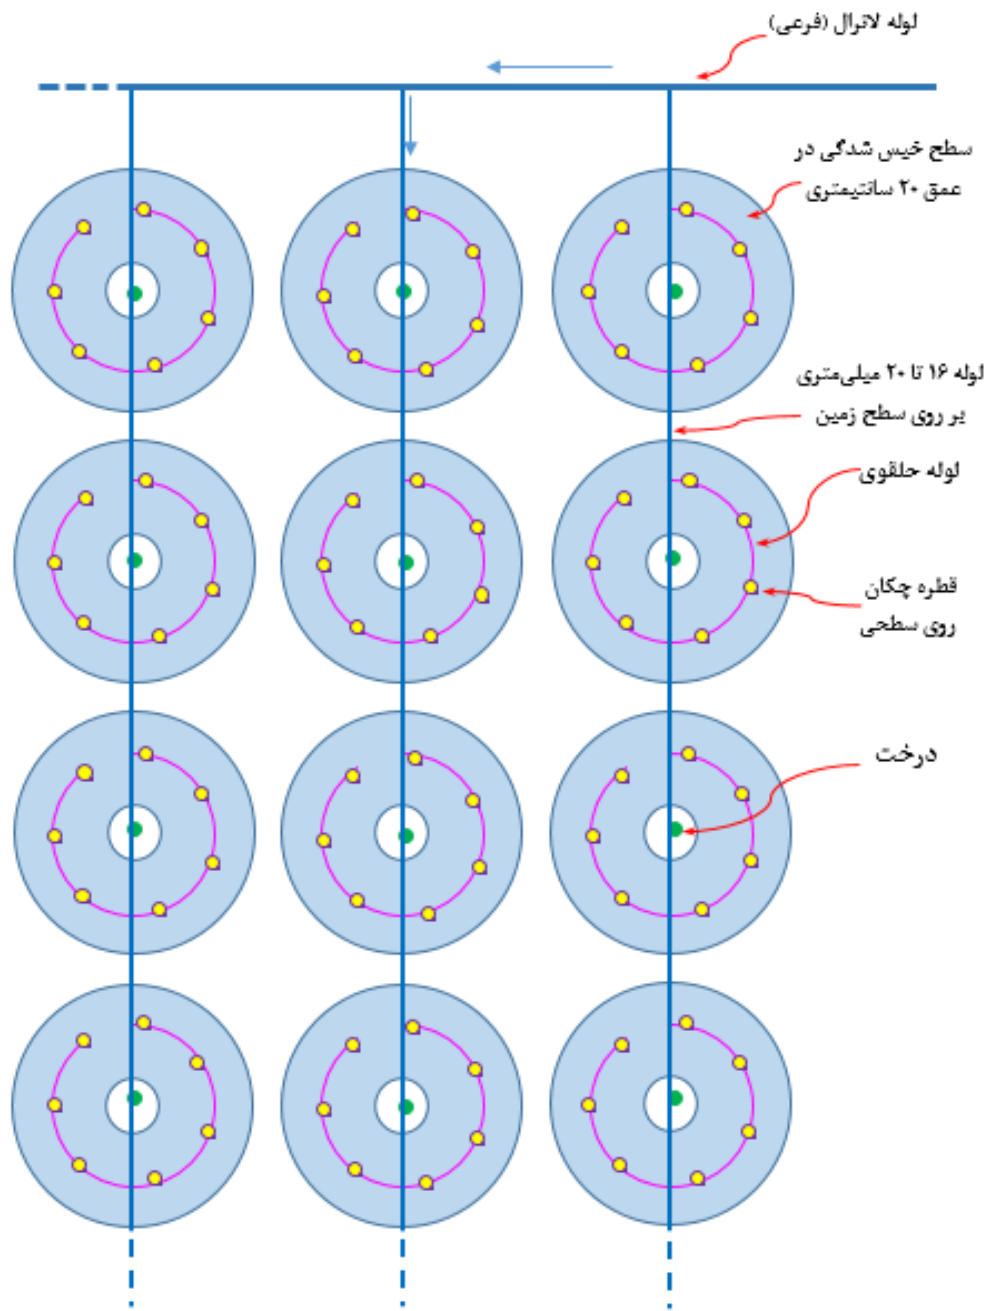 لوله لاترال (فرعی)
سطح خیس شدگی در
عمق ۲۰ سانتیمتری
لوله ۱۶ تا ۲۰ میلی‌متری
بر روی سطح زمین
لوله حلقوی
قطره چکان
روی سطحی
درخت